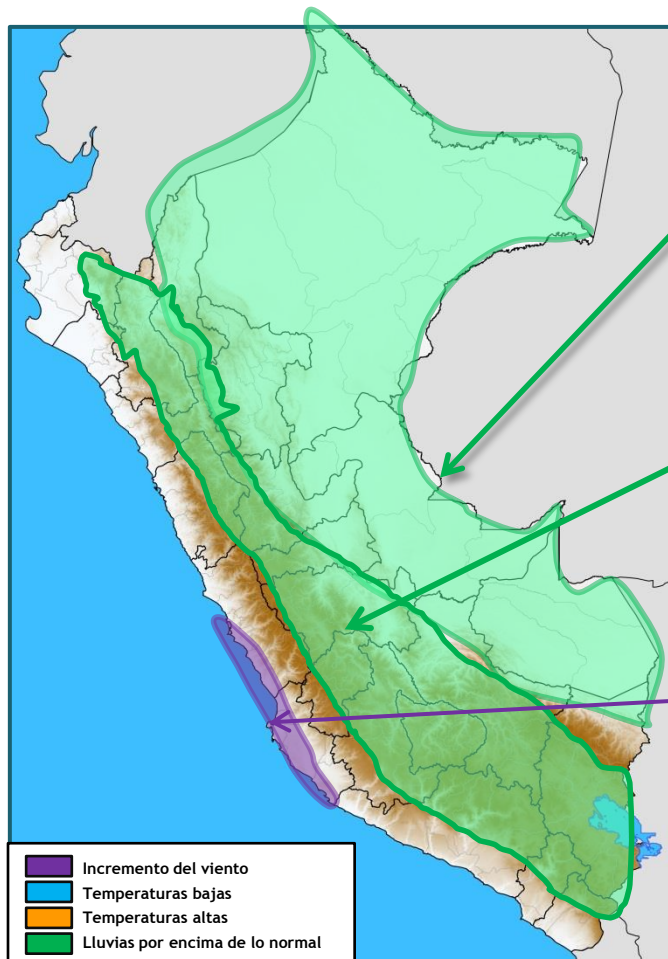 Incremento del viento
Temperaturas bajas
Temperaturas altas
Lluvias por encima de lo normal